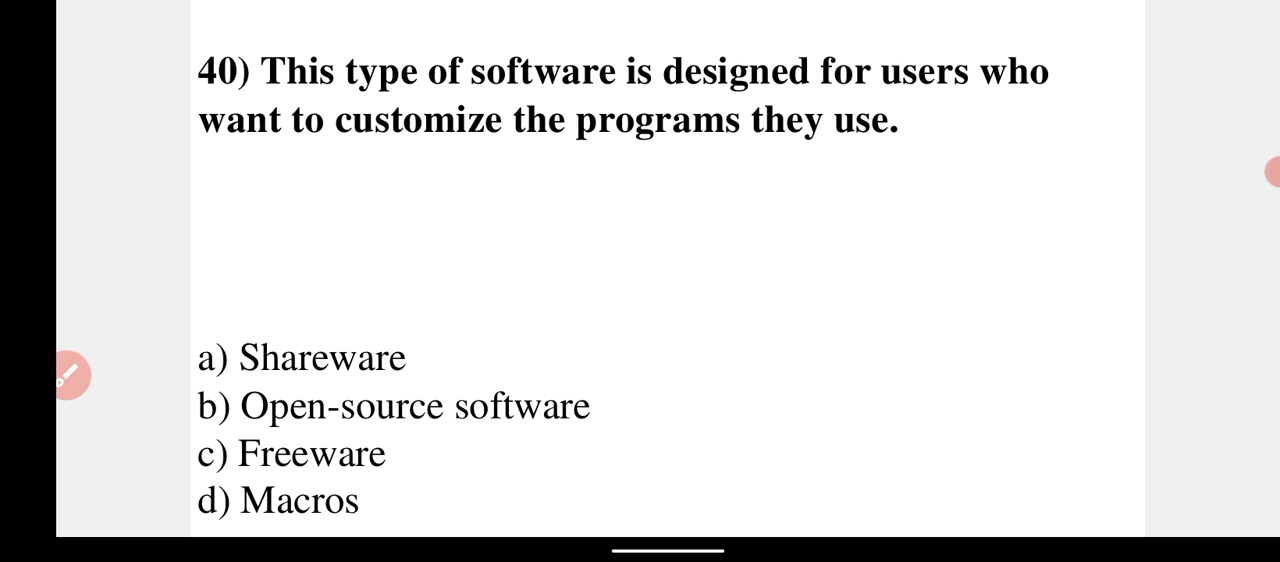 40) This type of software is designed for users who
want to customize the programs they use.
a) Shareware
b) Open-source software
c) Freeware
d) Macros